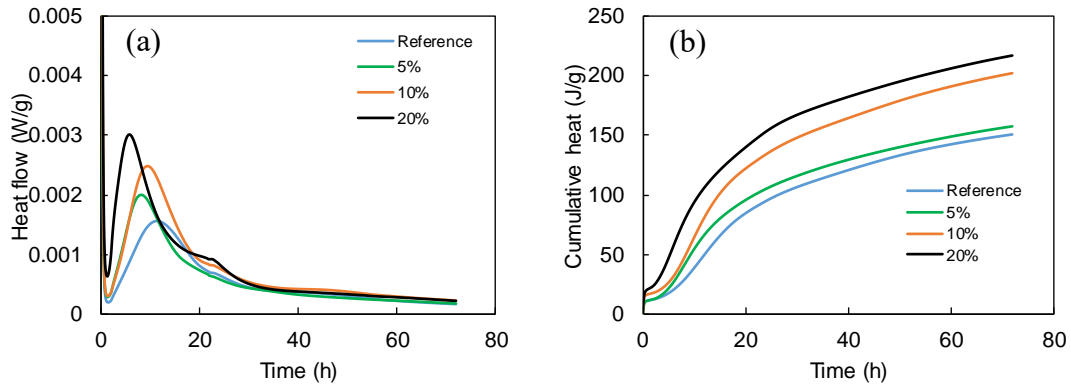 (a)
Heat flow (W/g)
0.005
0.004
0.003
0.002
0.001
0
0 20 40 60 80
Time (h)
Reference
5%
10%
20%
(b)
Cumulative heat (J/g)
250
200
150
100
50
0
0 20 40 60 80
Time (h)
Reference
5%
10%
20%